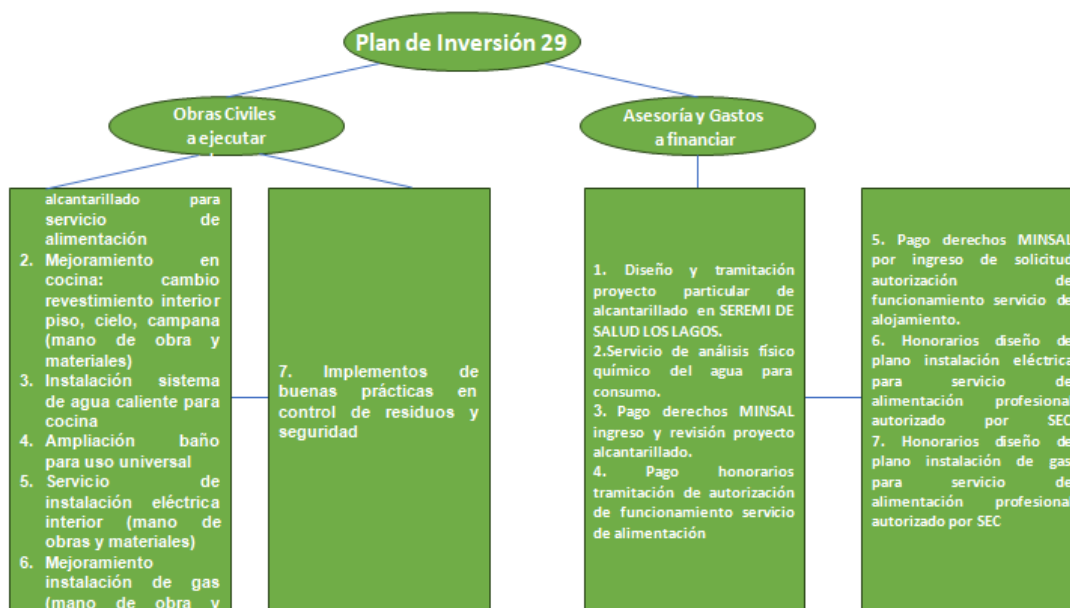 Plan de Inversión 29
Obras Civiles
a ejecutar
Asesoría y Gastos
a financiar
alcantarillado para
servicio de
alimentación
2. Mejoramiento en
cocina: cambio
revestimiento interior
piso, cielo, campana
(mano de obra y
materiales)
3. Instalación sistema
de agua caliente para
cocina
4. Ampliación baño
para uso universal
5. Servicio de
instalación eléctrica
interior (mano de
obras y materiales)
6. Mejoramiento
instalación de gas
(mano de obra y
7. Implementos de
buenas prácticas en
control de residuos y
seguridad
1. Diseño y tramitación
proyecto particular de
alcantarillado en SEREMI DE
SALUD LOS LAGOS.
2.Servicio de análisis físico
químico del agua para
consumo.
3. Pago derechos MINSAL
ingreso y revisión proyecto
alcantarillado.
4. Pago honorarios
tramitación de autorización
de funcionamiento servicio
de alimentación
5. Pago derechos MINSAL
por ingreso de solicitud
autorización de
funcionamiento servicio de
alojamiento.
6. Honorarios diseño de
plano instalación eléctrica
para servicio de
alimentación profesional
autorizado por SEC
7. Honorarios diseño de
plano instalación de gas
para servicio de
alimentación profesional
autorizado por SEC